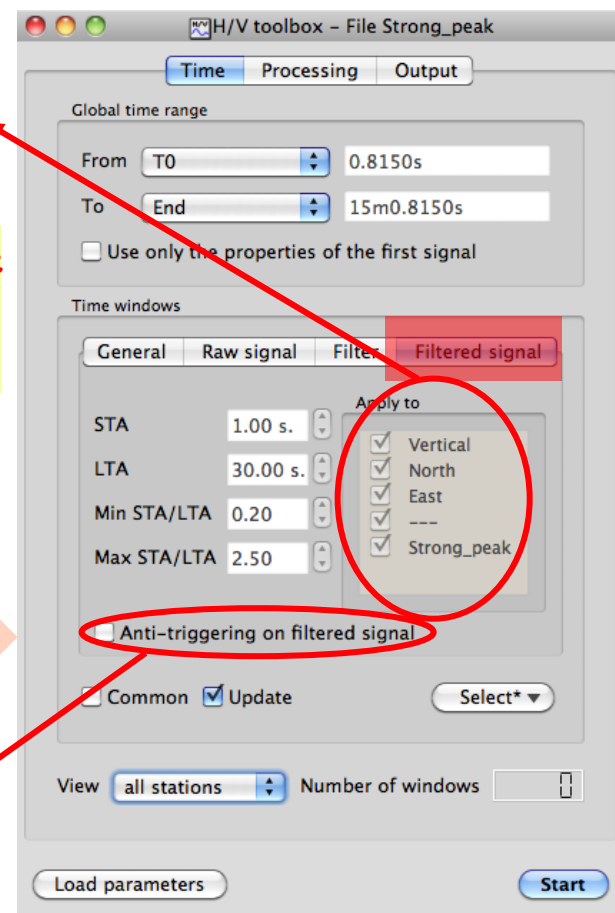 H/V toolbox – File Strong_peak
Time Processing Output
Global time range
From T0 0.8150s
To End 15m0.8150s
Use only the properties of the first signal
Time windows
General Raw signal Filter Filtered signal
Apply to
STA 1.00 s.
LTA 30.00 s.
Min STA/LTA 0.20
Max STA/LTA 2.50
Vertical
North
East
---
Strong_peak
Anti-triggering on filtered signal
Common Update Select* ▼
View all stations Number of windows 0
Load parameters Start